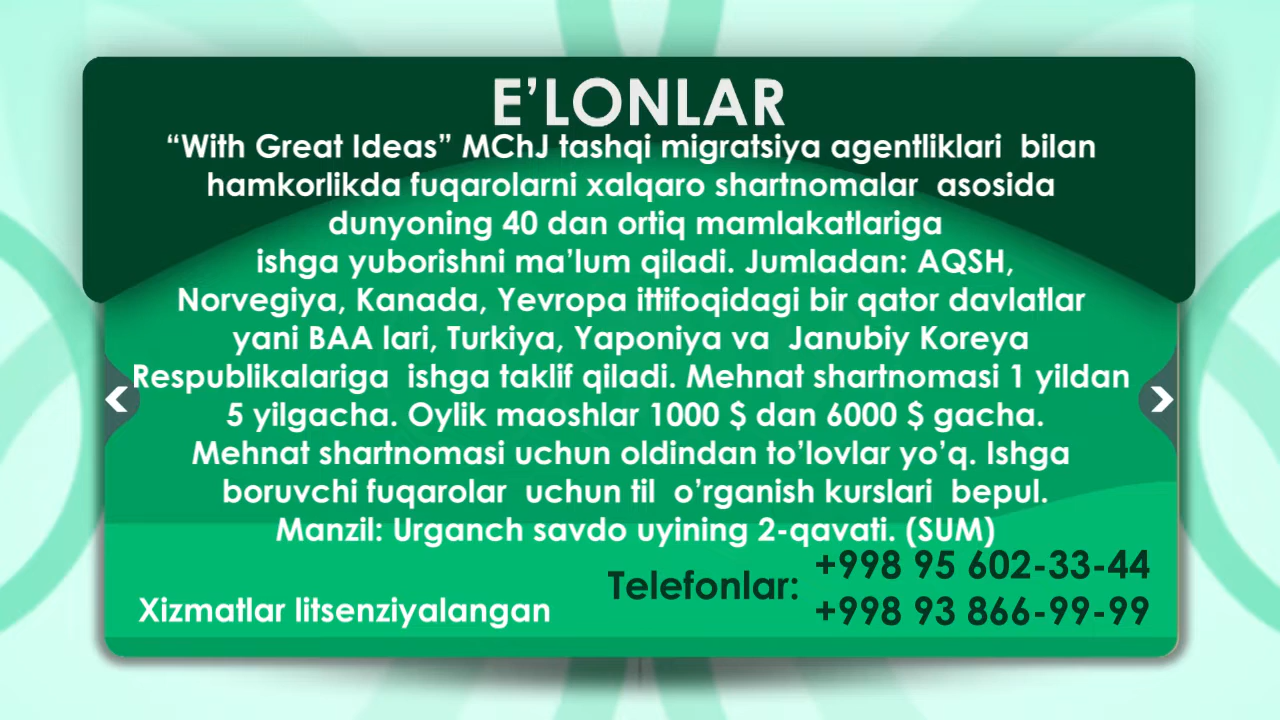 E’LONLAR
“With Great Ideas” MChJ tashqi migratsiya agentliklari bilan
hamkorlikda fuqarolarni xalqaro shartnomalar asosida
dunyoning 40 dan ortiq mamlakatlariga
ishga yuborishni ma’lum qiladi. Jumladan: AQSH,
Norvegiya, Kanada, Yevropa ittifoqidagi bir qator davlatlar
yani BAA lari, Turkiya, Yaponiya va Janubiy Koreya
Respublikalariga ishga taklif qiladi. Mehnat shartnomasi 1 yildan
5 yilgacha. Oylik maoshlar 1000 $ dan 6000 $ gacha.
Mehnat shartnomasi uchun oldindan to’lovlar yo’q. Ishga
boruvchi fuqarolar uchun til o’rganish kurslari bepul.
Manzil: Urganch savdo uyining 2-qavati. (SUM)
Xizmatlar litsenziyalangan
Telefonlar:
+998 95 602-33-44
+998 93 866-99-99